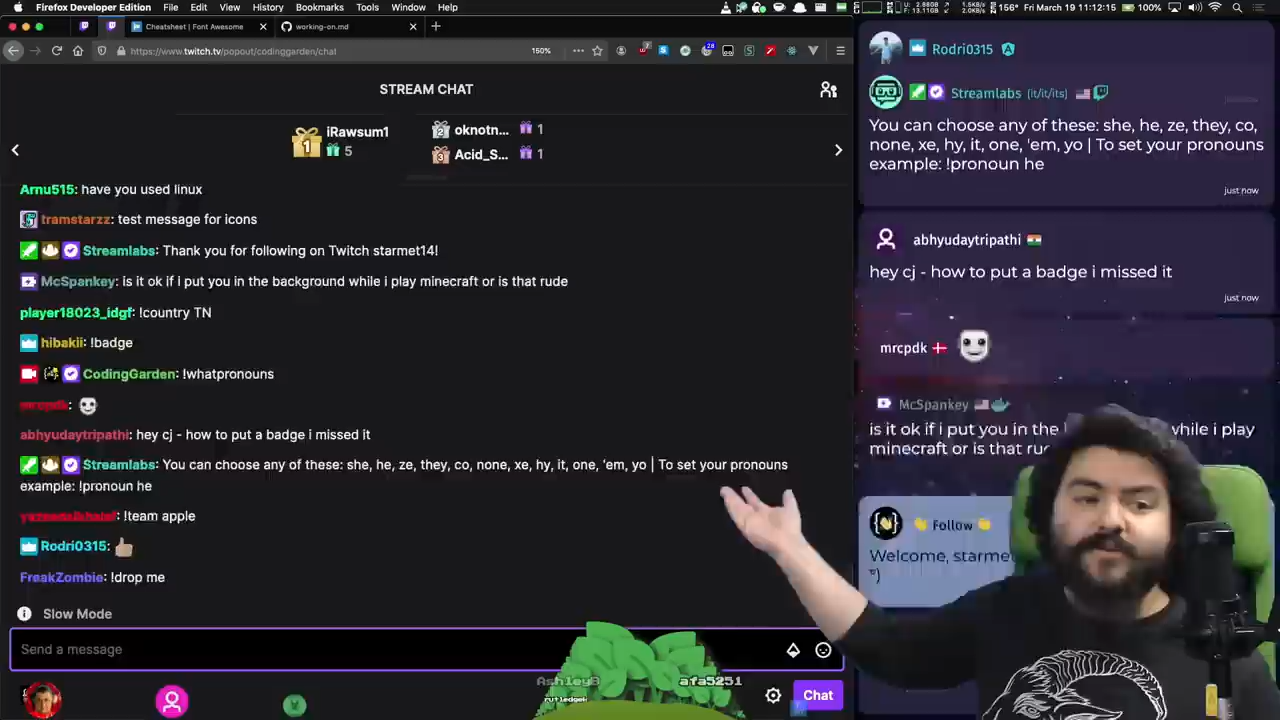 Firefox Developer Edition File Edit View History Bookmarks Tools Window Help
156° Fri March 19 11:12:15 100%
Cheatsheet | Font Awesome
working-on.md
https://www.twitch.tv/popout/codinggarden/chat
150%
STREAM CHAT
iRawsum1
5
oknotn... 1
Acid_S... 1
Arnu515: have you used linux
tramstarzz: test message for icons
Streamlabs: Thank you for following on Twitch starmet14!
McSpankey: is it ok if i put you in the background while i play minecraft or is that rude
player18023_idgf: !country TN
hibakii: !badge
CodingGarden: !whatpronouns
mrcpdk:
abhyudaytripathi: hey cj - how to put a badge i missed it
Streamlabs: You can choose any of these: she, he, ze, they, co, none, xe, hy, it, one, 'em, yo | To set your pronouns
example: !pronoun he
!team apple
Rodri0315:
FreakZombie: !drop me
Slow Mode
Send a message
Chat
AshleyB
afa5251
Rodri0315
Streamlabs (it/it/its)
You can choose any of these: she, he, ze, they, co,
none, xe, hy, it, one, 'em, yo | To set your pronouns
example: !pronoun he
just now
abhyudaytripathi
hey cj - how to put a badge i missed it
just now
mrcpdk
McSpankey
is it ok if i put you in the while i play
minecraft or is that
Follow
Welcome,